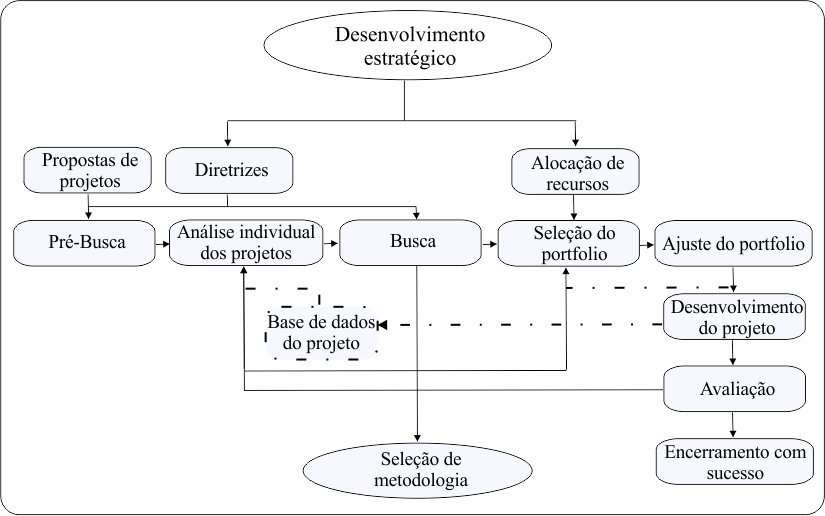 Desenvolvimento
estratégico
Propostas de
projetos
Diretrizes
Alocação de
recursos
Pré-Busca
Análise individual
dos projetos
Busca
Seleção do
portfolio
Ajuste do portfolio
Base de dados
do projeto
Desenvolvimento
do projeto
Avaliação
Seleção de
metodologia
Encerramento com
sucesso